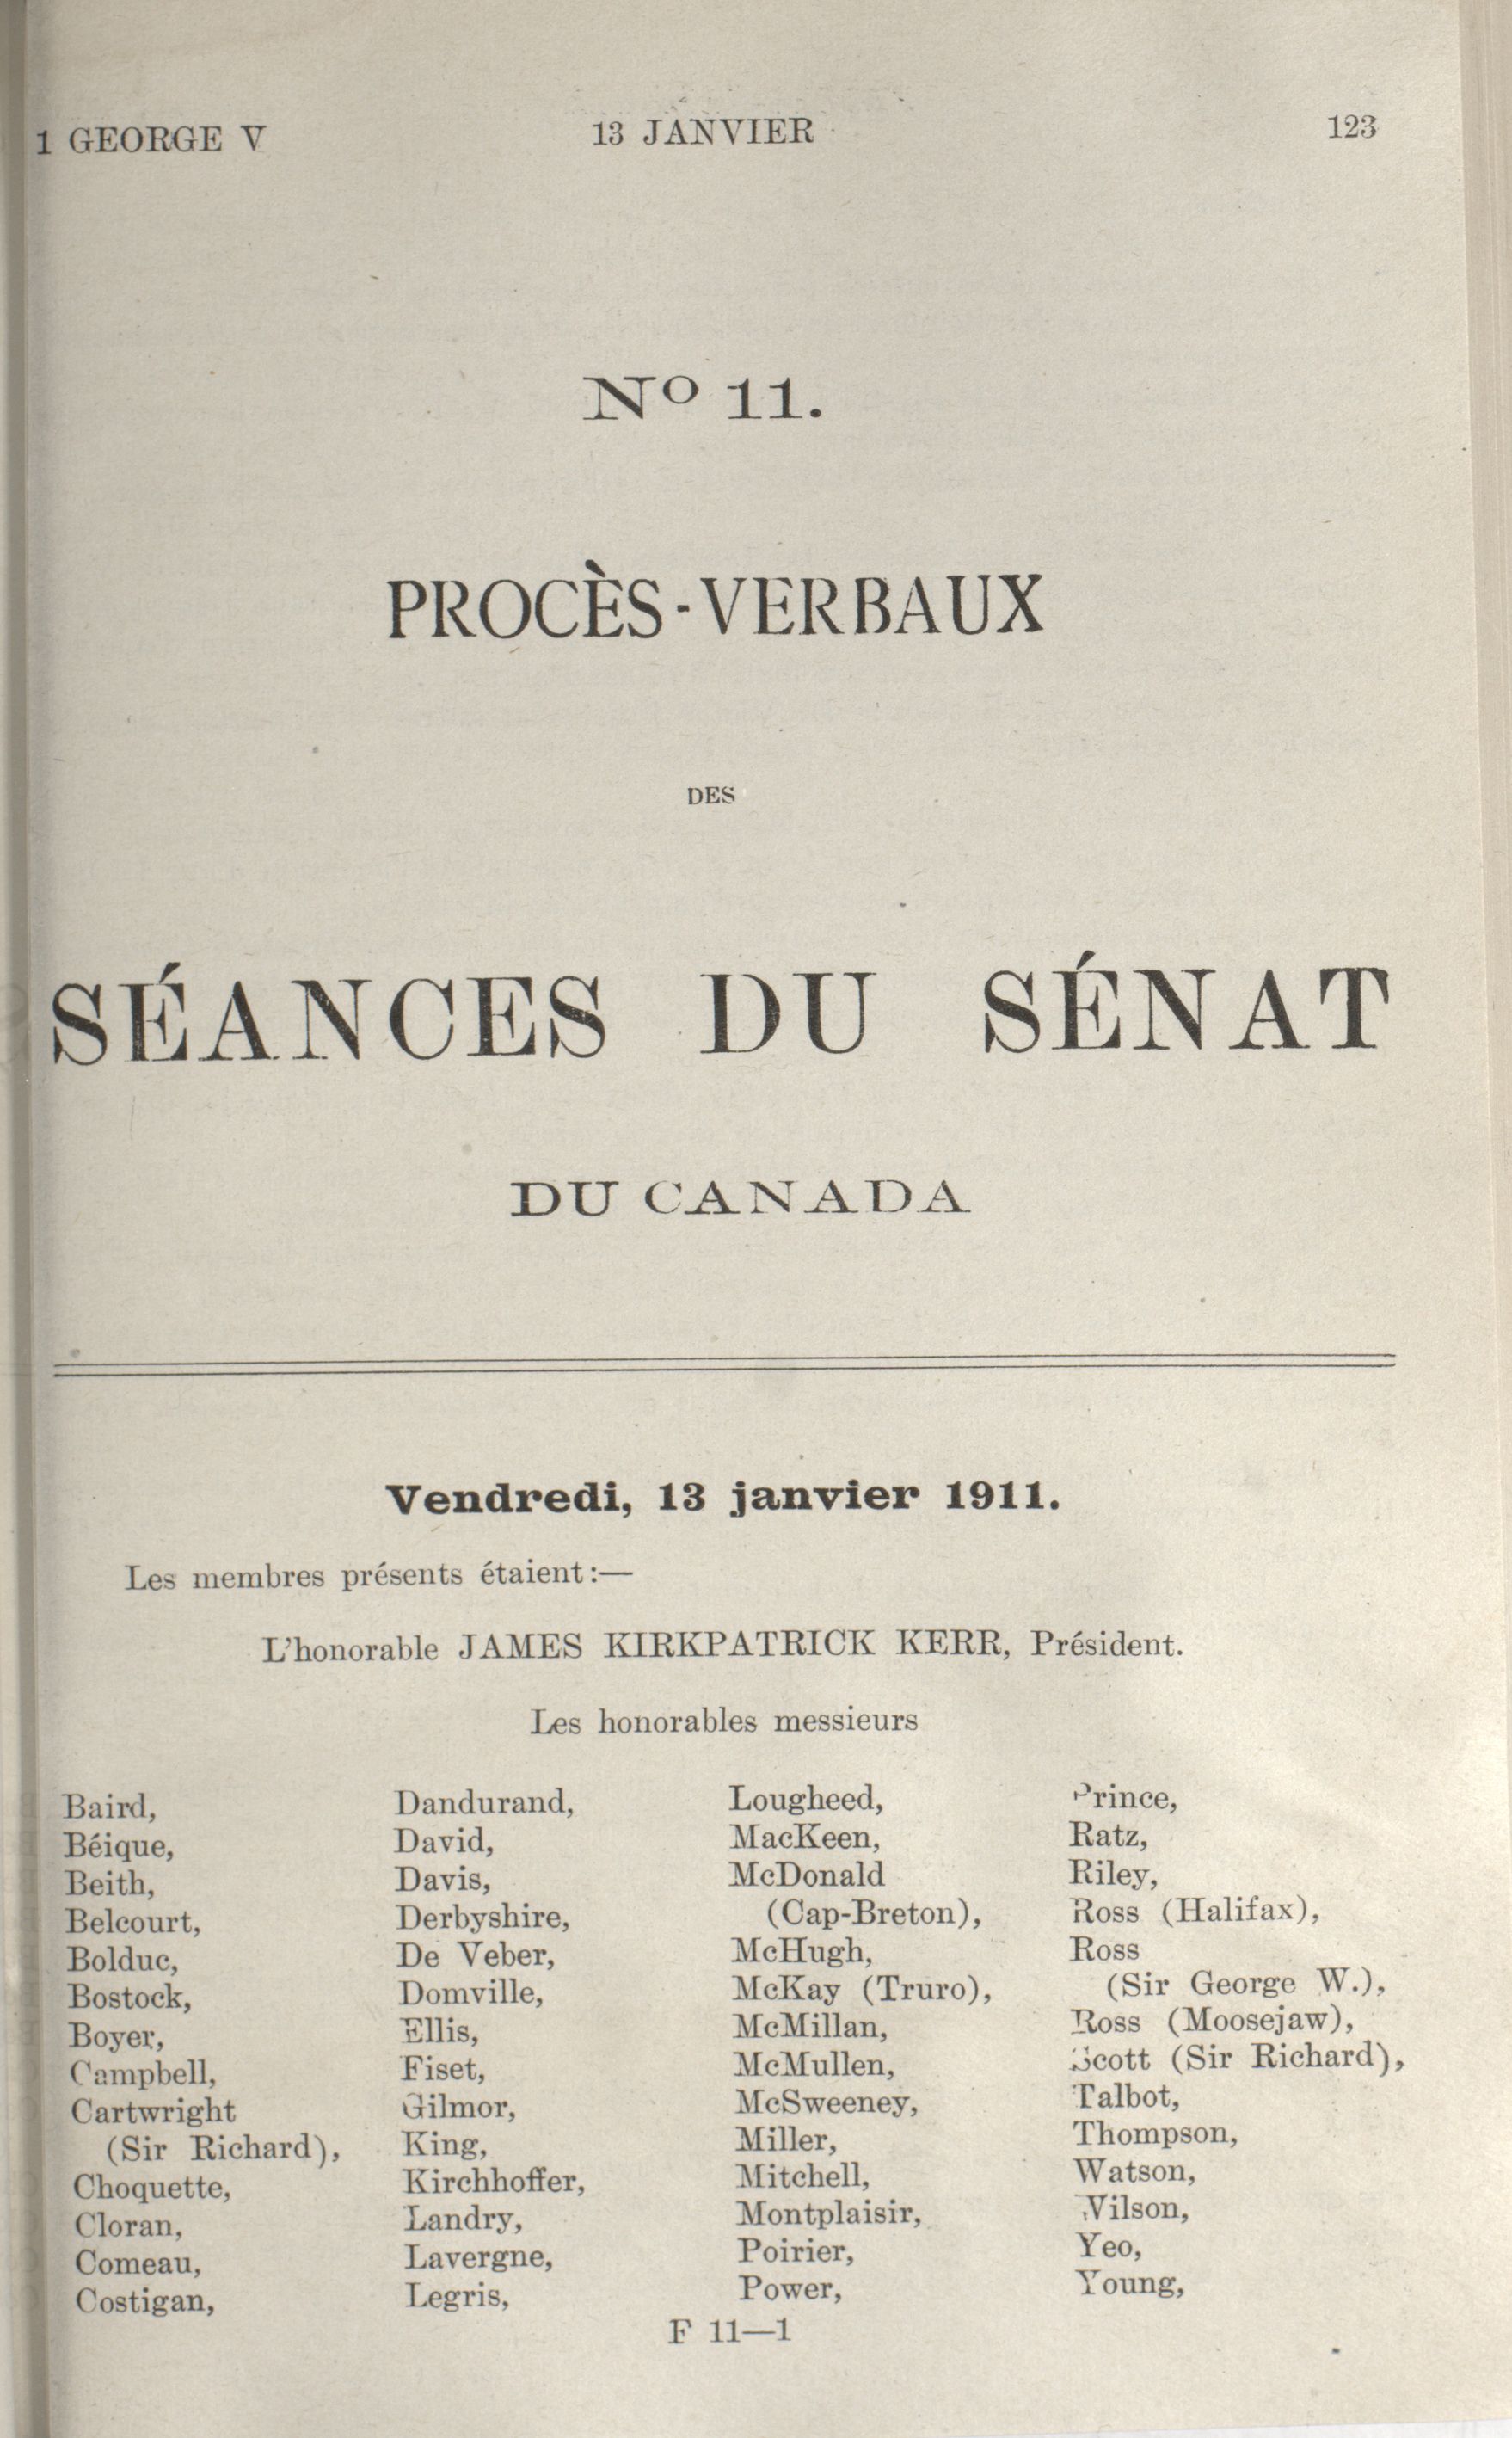 1 GEORGE V
13 JANVIER
123
Nº 11.
PROCÈS-VERBAUX
DES
SÉANCES DU SÉNAT
DU CANADA
Vendredi, 13 janvier 1911.
Les membres présents étaient:—
L'honorable JAMES KIRKPATRICK KERR, Président.
Les honorables messieurs
Baird,
Béique,
Beith,
Belcourt,
Bolduc,
Bostock,
Boyer,
Campbell,
Cartwright
(Sir Richard),
Choquette,
Cloran,
Comeau,
Costigan,
Dandurand,
David,
Davis,
Derbyshire,
De Veber,
Domville,
Ellis,
Fiset,
Gilmor,
King,
Kirchhoffer,
Landry,
Lavergne,
Legris,
Lougheed,
MacKeen,
McDonald
(Cap-Breton),
McHugh,
McKay (Truro),
McMillan,
McMullen,
McSweeney,
Miller,
Mitchell,
Montplaisir,
Poirier,
Power,
Prince,
Ratz,
Riley,
Ross (Halifax),
Ross
(Sir George W.),
Ross (Moosejaw),
Scott (Sir Richard),
Talbot,
Thompson,
Watson,
Wilson,
Yeo,
Young,
F 11—1